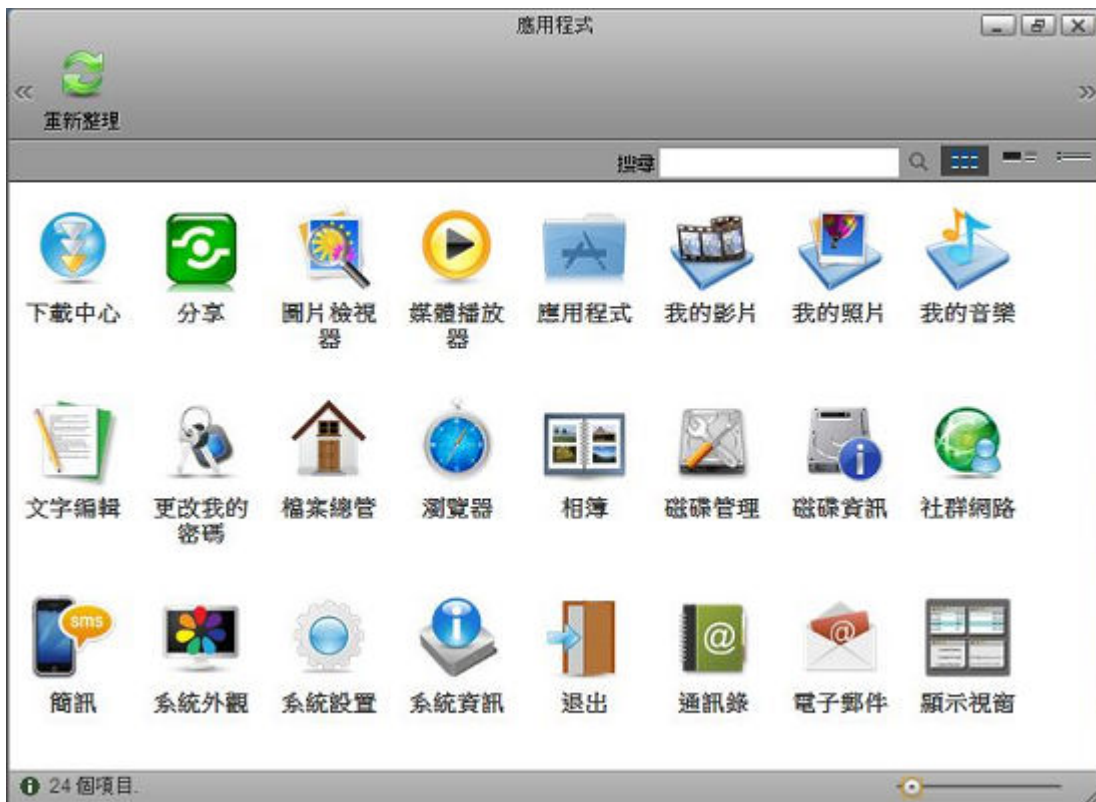 應用程式
重新整理
搜尋
下載中心
分享
圖片檢視
器
媒體播放
器
應用程式
我的影片
我的照片
我的音樂
文字編輯
更改我的
密碼
檔案總管
瀏覽器
相簿
磁碟管理
磁碟資訊
社群網路
sms
簡訊
系統外觀
系統設置
系統資訊
退出
@
通訊錄
@
電子郵件
顯示視窗
24 個項目.